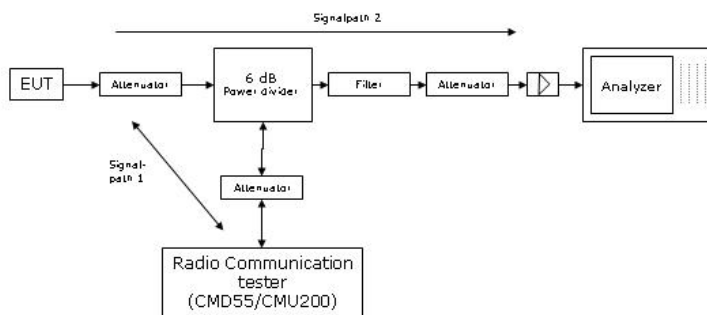 Signalpath 2
EUT
Attenuator
6 dB
Power divider
Filter
Attenuator
Analyzer
Signal-
path 1
Attenuator
Radio Communication
tester
(CMD55/CMU200)